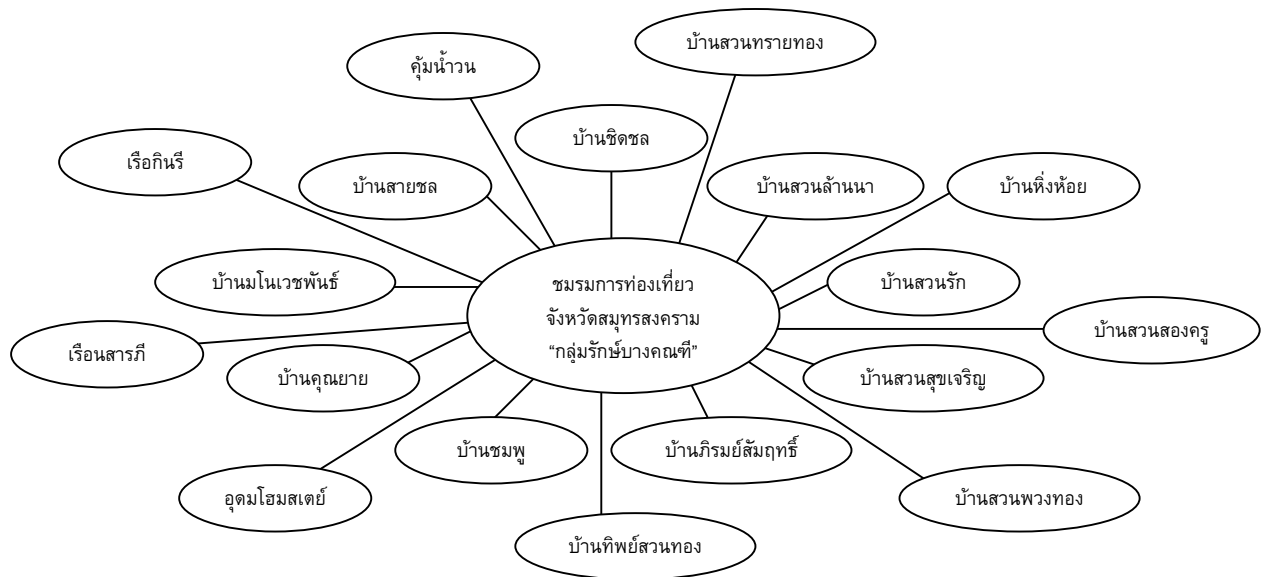 บ้านสวนทรายทอง
คุ้มน้ำวน
บ้านชิดชล
เรือกินรี
บ้านสายชล
บ้านสวนล้านนา
บ้านหิ่งห้อย
บ้านมโนเวชพันธ์
บ้านสวนรัก
ชมรมการท่องเที่ยว
จังหวัดสมุทรสงคราม
“กลุ่มรักษ์บางคณฑี”
บ้านสวนสองครู
เรือนสารภี
บ้านคุณยาย
บ้านสวนสุขเจริญ
บ้านชมพู
บ้านภิรมย์สัมฤทธิ์
อุดมโฮมสเตย์
บ้านสวนพวงทอง
บ้านทิพย์สวนทอง